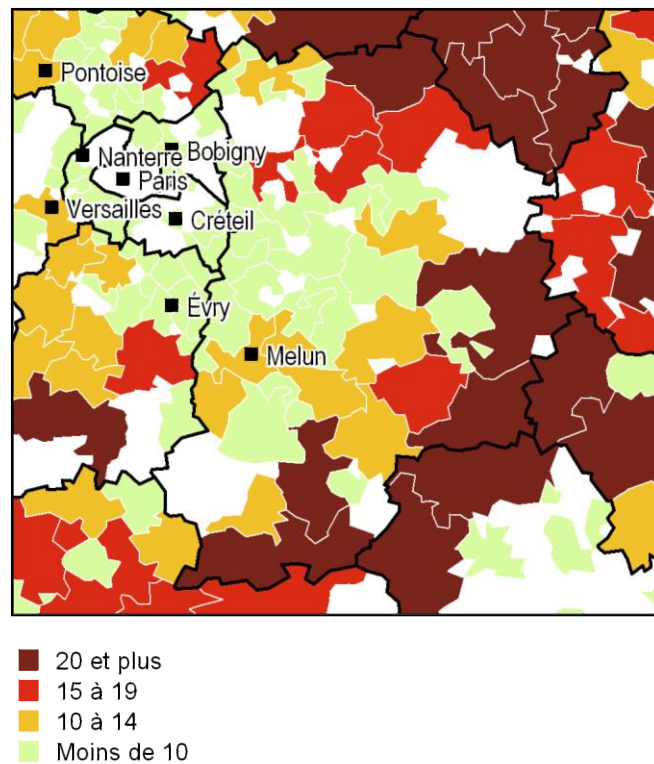 Pontoise
Nanterre
Bobigny
Paris
Versailles
Créteil
Évry
Melun
20 et plus
15 à 19
10 à 14
Moins de 10